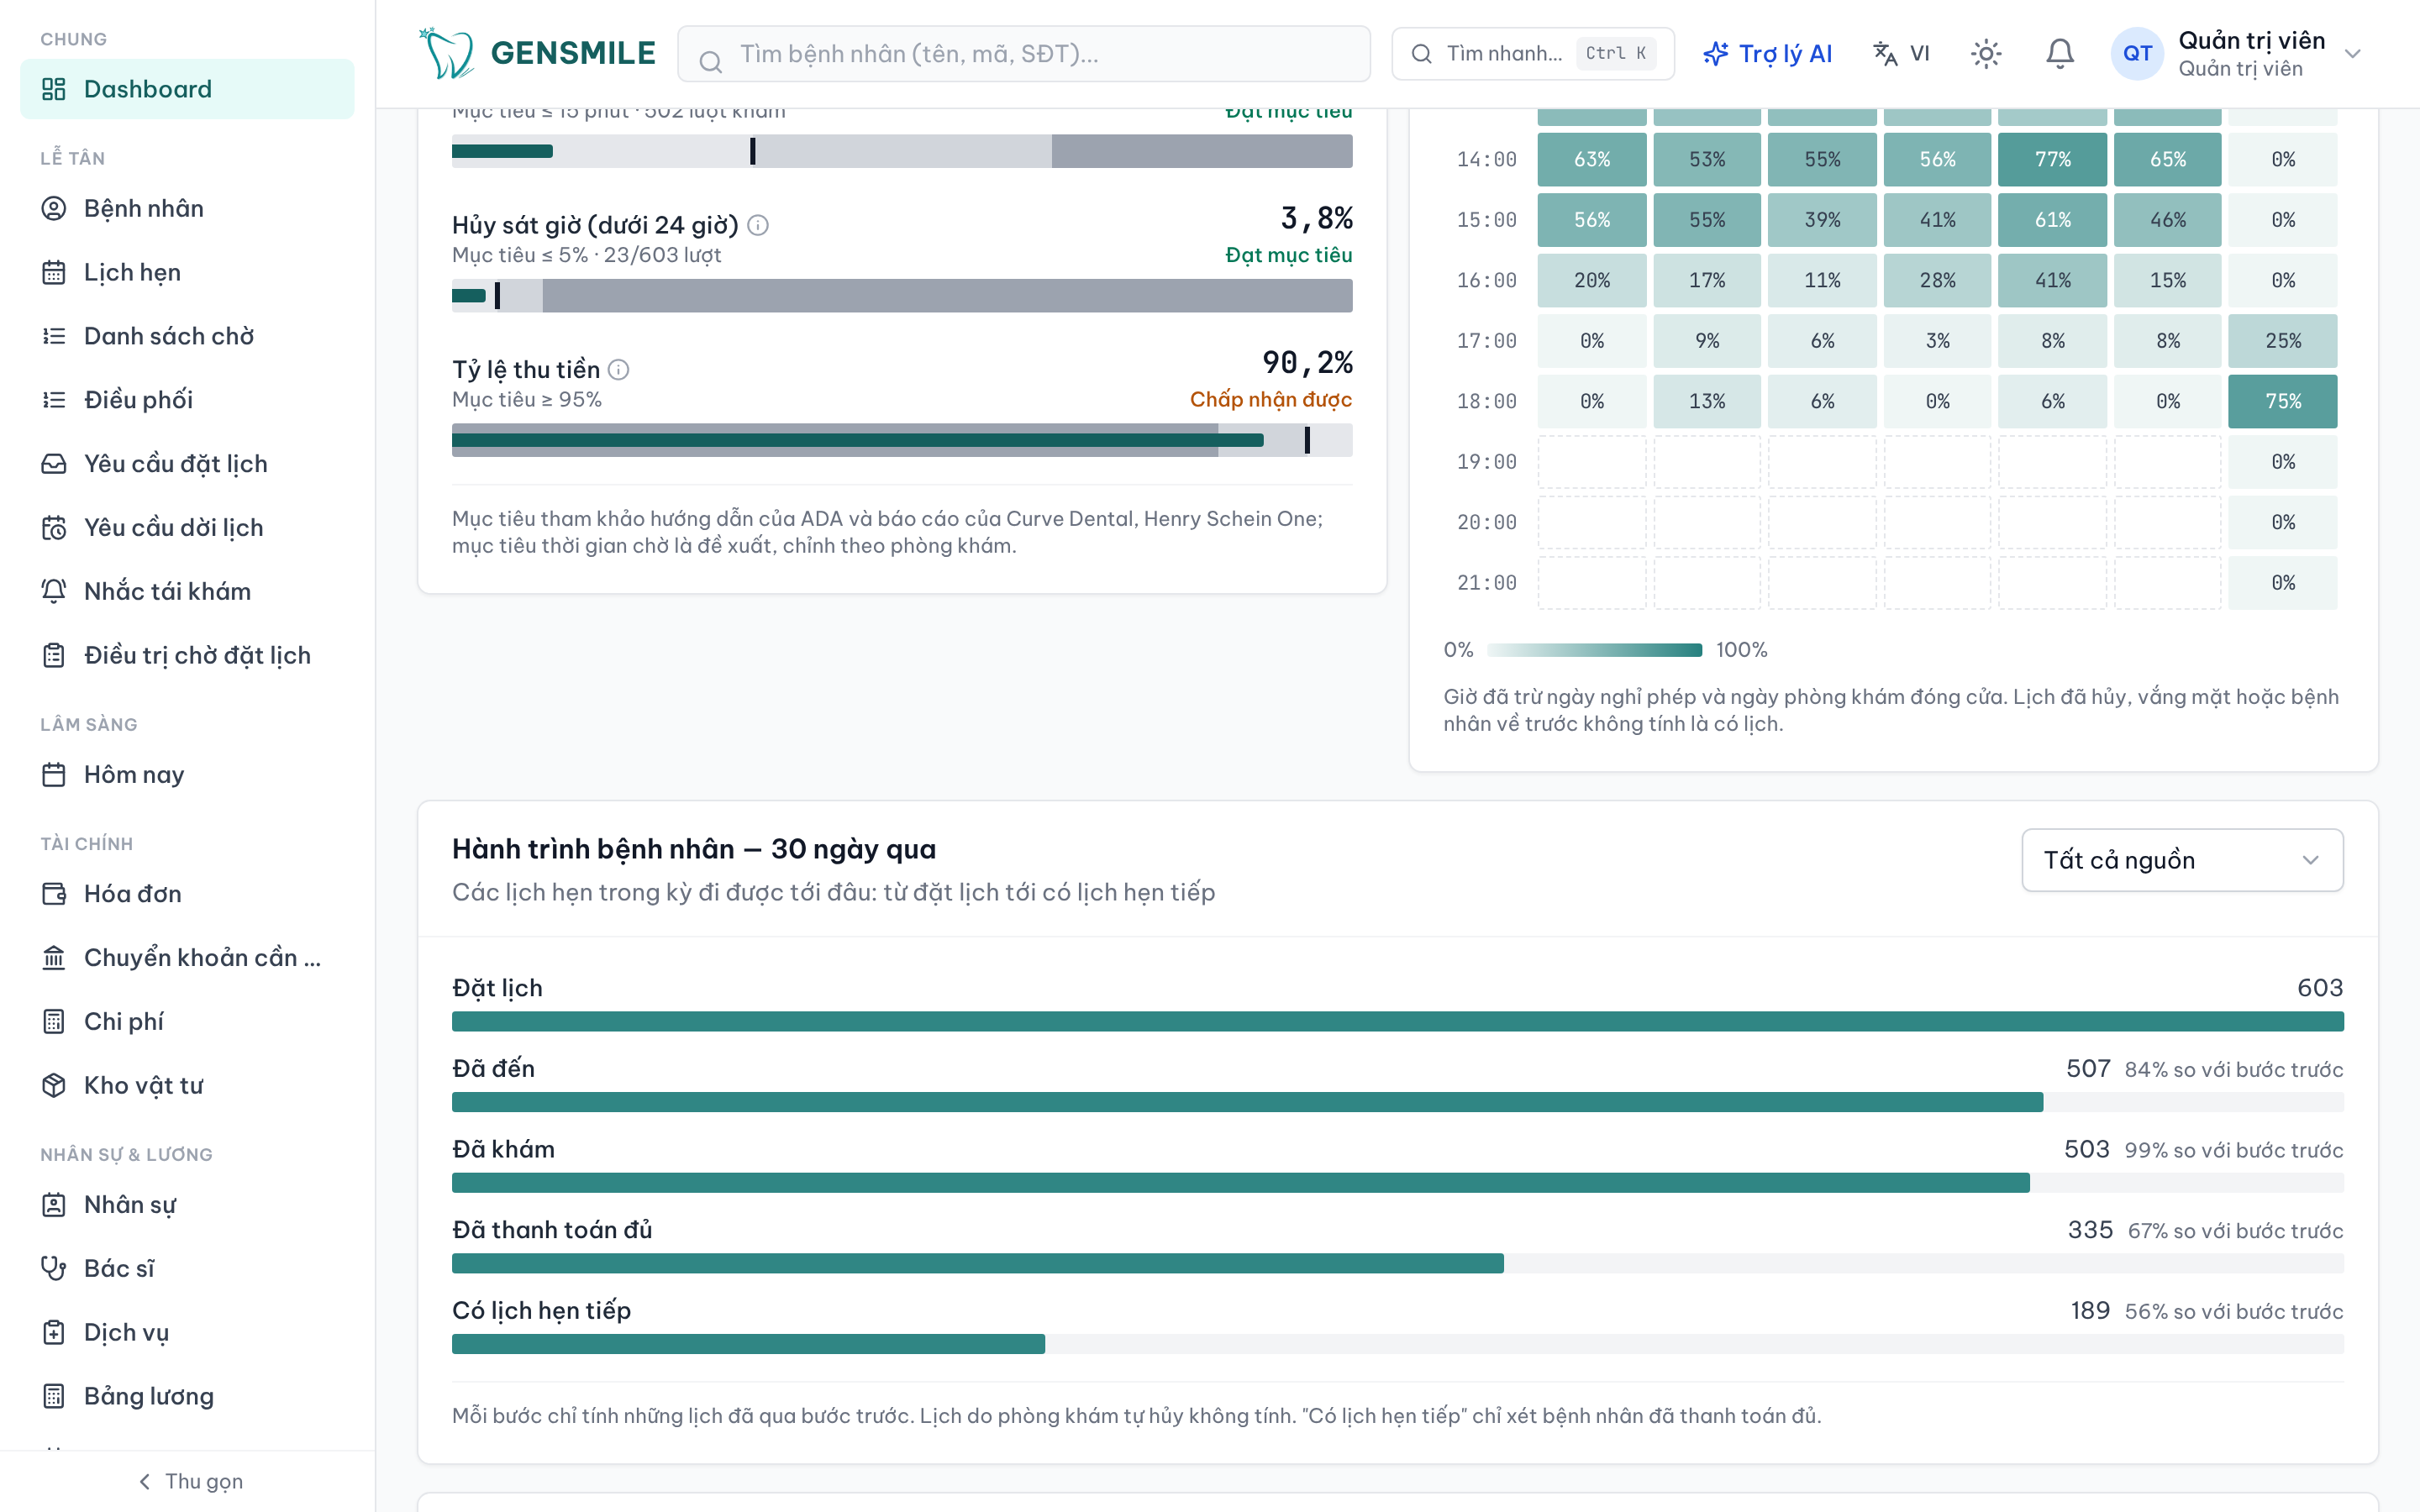 CHUNG
Dashboard
LỄ TÂN
Bệnh nhân
Lịch hẹn
Danh sách chờ
Điều phối
Yêu cầu đặt lịch
Yêu cầu dời lịch
Nhắc tái khám
Điều trị chờ đặt lịch
LÂM SÀNG
Hôm nay
TÀI CHÍNH
Hóa đơn
Chuyển khoản cần ...
Chi phí
Kho vật tư
NHÂN SỰ & LƯƠNG
Nhân sự
Bác sĩ
Dịch vụ
Bảng lương
Thu gọn
GENSMILE
Tìm bệnh nhân (tên, mã, SĐT)...
Tìm nhanh... Ctrl K
Trợ lý AI
VI
QT
Quản trị viên
Quản trị viên
Mục tiêu ≤ 15 phút · 502 lượt khám Đạt mục tiêu
Hủy sát giờ (dưới 24 giờ) 3,8%
Mục tiêu ≤ 5% · 23/603 lượt Đạt mục tiêu
Tỷ lệ thu tiền 90,2%
Mục tiêu ≥ 95% Chấp nhận được
Mục tiêu tham khảo hướng dẫn của ADA và báo cáo của Curve Dental, Henry Schein One;
mục tiêu thời gian chờ là đề xuất, chỉnh theo phòng khám.
14:00 63% 53% 55% 56% 77% 65% 0%
15:00 56% 55% 39% 41% 61% 46% 0%
16:00 20% 17% 11% 28% 41% 15% 0%
17:00 0% 9% 6% 3% 8% 8% 25%
18:00 0% 13% 6% 0% 6% 0% 75%
19:00 0%
20:00 0%
21:00 0%
0% 100%
Giờ đã trừ ngày nghỉ phép và ngày phòng khám đóng cửa. Lịch đã hủy, vắng mặt hoặc bệnh
nhân về trước không tính là có lịch.
Hành trình bệnh nhân — 30 ngày qua
Các lịch hẹn trong kỳ đi được tới đâu: từ đặt lịch tới có lịch hẹn tiếp
Tất cả nguồn
Đặt lịch 603
Đã đến 507 84% so với bước trước
Đã khám 503 99% so với bước trước
Đã thanh toán đủ 335 67% so với bước trước
Có lịch hẹn tiếp 189 56% so với bước trước
Mỗi bước chỉ tính những lịch đã qua bước trước. Lịch do phòng khám tự hủy không tính. "Có lịch hẹn tiếp" chỉ xét bệnh nhân đã thanh toán đủ.